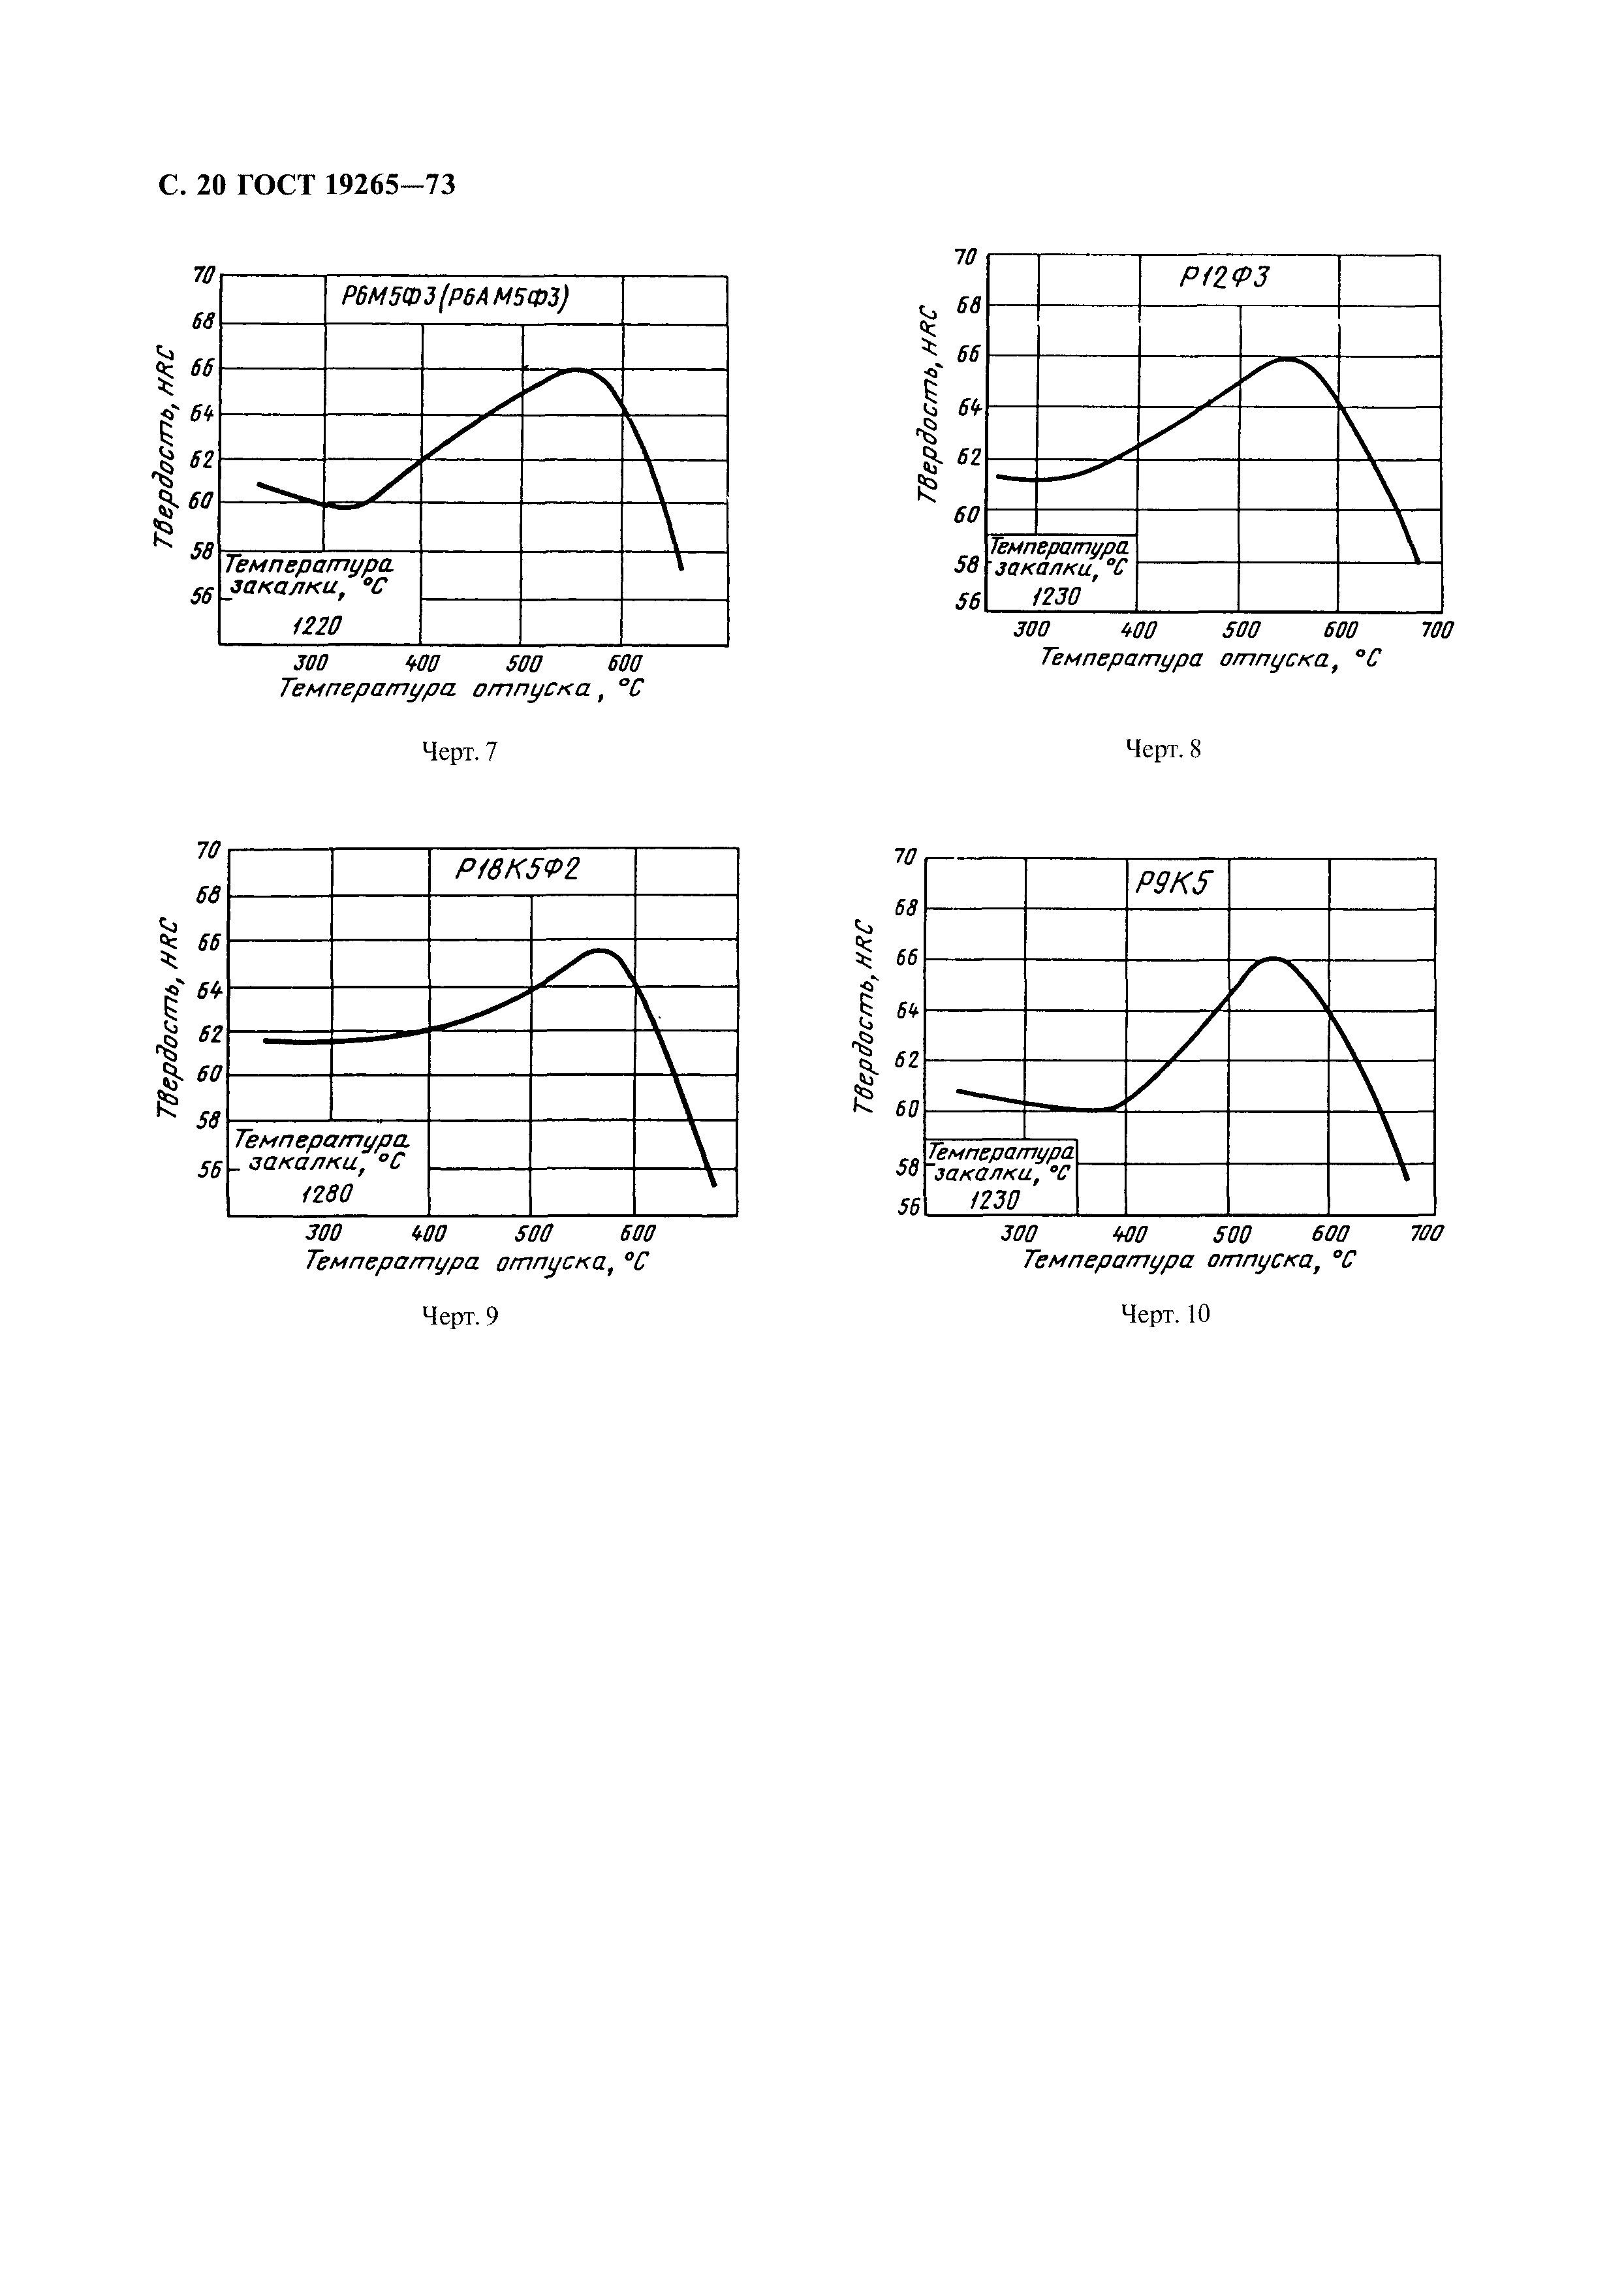 С. 20 ГОСТ 19265—73
Твердость, HRC
70
68
66
64
62
60
58
56
Р6М5Ф3(Р6АМ5Ф3)
Температура
закалки, °С
1220
300 400 500 600
Температура отпуска, °С
Черт. 7
Твердость, HRC
70
68
66
64
62
60
58
56
Р12Ф3
Температура
закалки, °С
1230
300 400 500 600 700
Температура отпуска, °С
Черт. 8
Твердость, HRC
70
68
66
64
62
60
58
56
Р18К5Ф2
Температура
закалки, °С
1280
300 400 500 600
Температура отпуска, °С
Черт. 9
Твердость, HRC
70
68
66
64
62
60
58
56
Р9К5
Температура
закалки, °С
1230
300 400 500 600 700
Температура отпуска, °С
Черт. 10